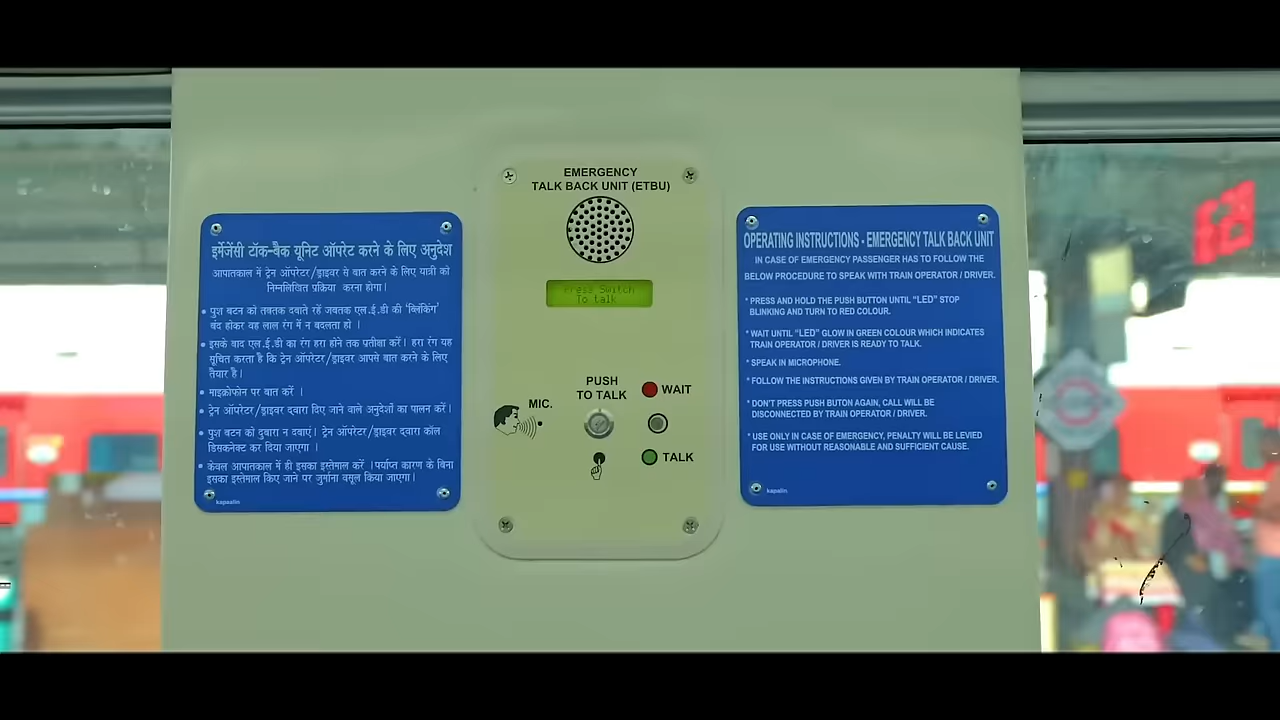 इमेंजेंसी टॉक-बैक यूनिट ऑपरेट करने के लिए अनुदेश
आपातकाल में ट्रेन ऑपरेटर/ड्राइवर से बात करने के लिए यात्री को
निम्नलिखित प्रकिया करना होगा।
• पुश बटन को तबतक दबाते रहें जबतक एल.ई.डी की 'ब्लिंकिंग'
बंद होकर वह लाल रंग में न बदलता हो ।
• इसके बाद एल.ई.डी का रंग हरा होने तक प्रतीक्षा करें। हरा रंग यह
सूचित करता है कि ट्रेन ऑपरेटर/ड्राइवर आपसे बात करने के लिए
तैयार है।
• माइक्रोफोन पर बात करें ।
• ट्रेन ऑपरेटर/ड्राइवर द्वारा दिए जाने वाले अनुदेशों का पालन करें।
• पुश बटन को दुबारा न दबाएं। ट्रेन ऑपरेटर/ड्राइवर द्वारा कॉल
डिसकनेक्ट कर दिया जाएगा ।
• केवल आपातकाल में ही इसका इस्तेमाल करें ।पर्याप्त कारण के बिना
इसका इस्तेमाल किए जाने पर जुर्माना वसूल किया जाएगा।
kapaalin
EMERGENCY
TALK BACK UNIT (ETBU)
Press Switch
To talk
PUSH
TO TALK
WAIT
MIC.
TALK
OPERATING INSTRUCTIONS - EMERGENCY TALK BACK UNIT
IN CASE OF EMERGENCY PASSENGER HAS TO FOLLOW THE
BELOW PROCEDURE TO SPEAK WITH TRAIN OPERATOR / DRIVER.
* PRESS AND HOLD THE PUSH BUTTON UNTIL "LED" STOP
BLINKING AND TURN TO RED COLOUR.
* WAIT UNTIL "LED" GLOW IN GREEN COLOUR WHICH INDICATES
TRAIN OPERATOR / DRIVER IS READY TO TALK.
* SPEAK IN MICROPHONE.
* FOLLOW THE INSTRUCTIONS GIVEN BY TRAIN OPERATOR / DRIVER.
* DON'T PRESS PUSH BUTON AGAIN, CALL WILL BE
DISCONNECTED BY TRAIN OPERATOR / DRIVER.
* USE ONLY IN CASE OF EMERGENCY, PENALTY WILL BE LEVIED
FOR USE WITHOUT REASONABLE AND SUFFICIENT CAUSE.
kapaalin